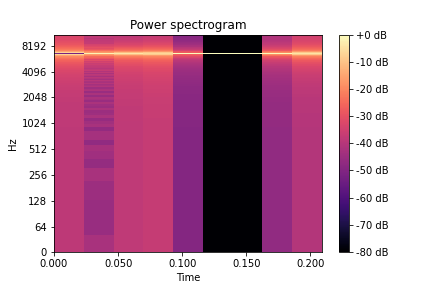 Power spectrogram
Hz
8192
4096
2048
1024
512
256
128
64
0
0.000
0.050
0.100
0.150
0.200
Time
+0 dB
-10 dB
-20 dB
-30 dB
-40 dB
-50 dB
-60 dB
-70 dB
-80 dB